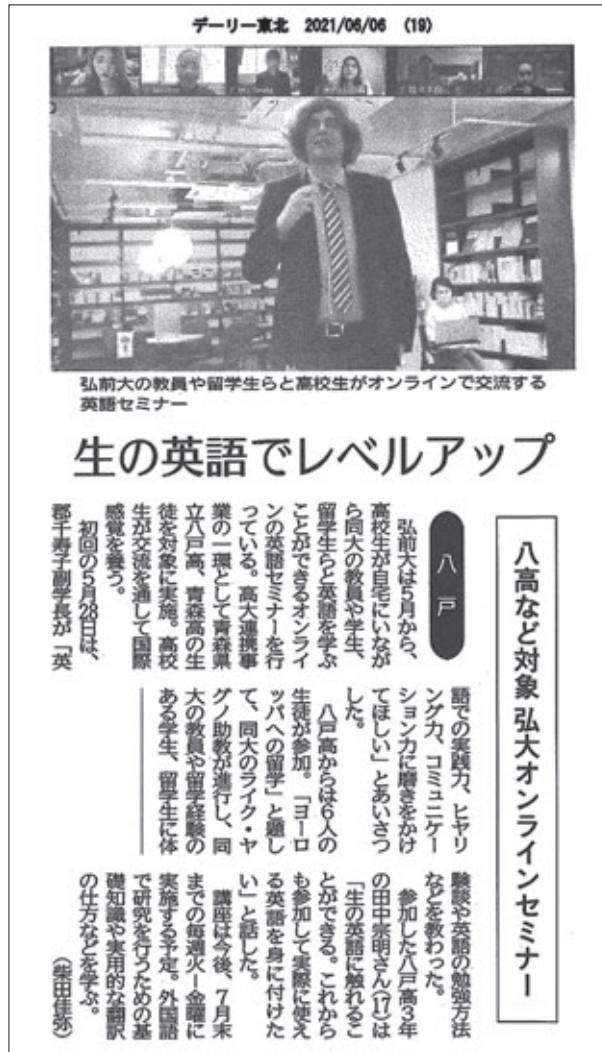 デーリー東北 2021/06/06 (19)
弘前大の教員や留学生らと高校生がオンラインで交流する
英語セミナー
生の英語でレベルアップ
八高など対象 弘大オンラインセミナー
八戸
弘前大は5月から、
高校生が自宅にいなが
ら同大の教員や学生、
留学生らと英語を学ぶ
ことができるオンライ
ンの英語セミナーを行
っている。高大連携事
業の一環として青森県
立八戸高、青森高の生
徒を対象に実施。高校
生が交流を通して国際
感覚を養う。
初回の5月28日は、
郡千寿子副学長が「英
語での実践力、ヒヤリ
ング力、コミュニケー
ション力に磨きをかけ
てほしい」とあいさつ
した。
八戸高からは6人の
生徒が参加。「ヨーロ
ッパへの留学」と題し
て、同大のライク・ヤ
グノ助教が進行し、同
大の教員や留学経験の
ある学生、留学生に体
験談や英語の勉強方法
などを教わった。
参加した八戸高3年
の田中宗明さん(17)は
「生の英語に触れるこ
とができる。これから
も参加して実際に使え
る英語を身に付けた
い」と話した。
講座は今後、7月末
までの毎週火ー金曜に
実施する予定。外国語
で研究を行うための基
礎知識や実用的な翻訳
の仕方などを学ぶ。
(柴田佳弥)